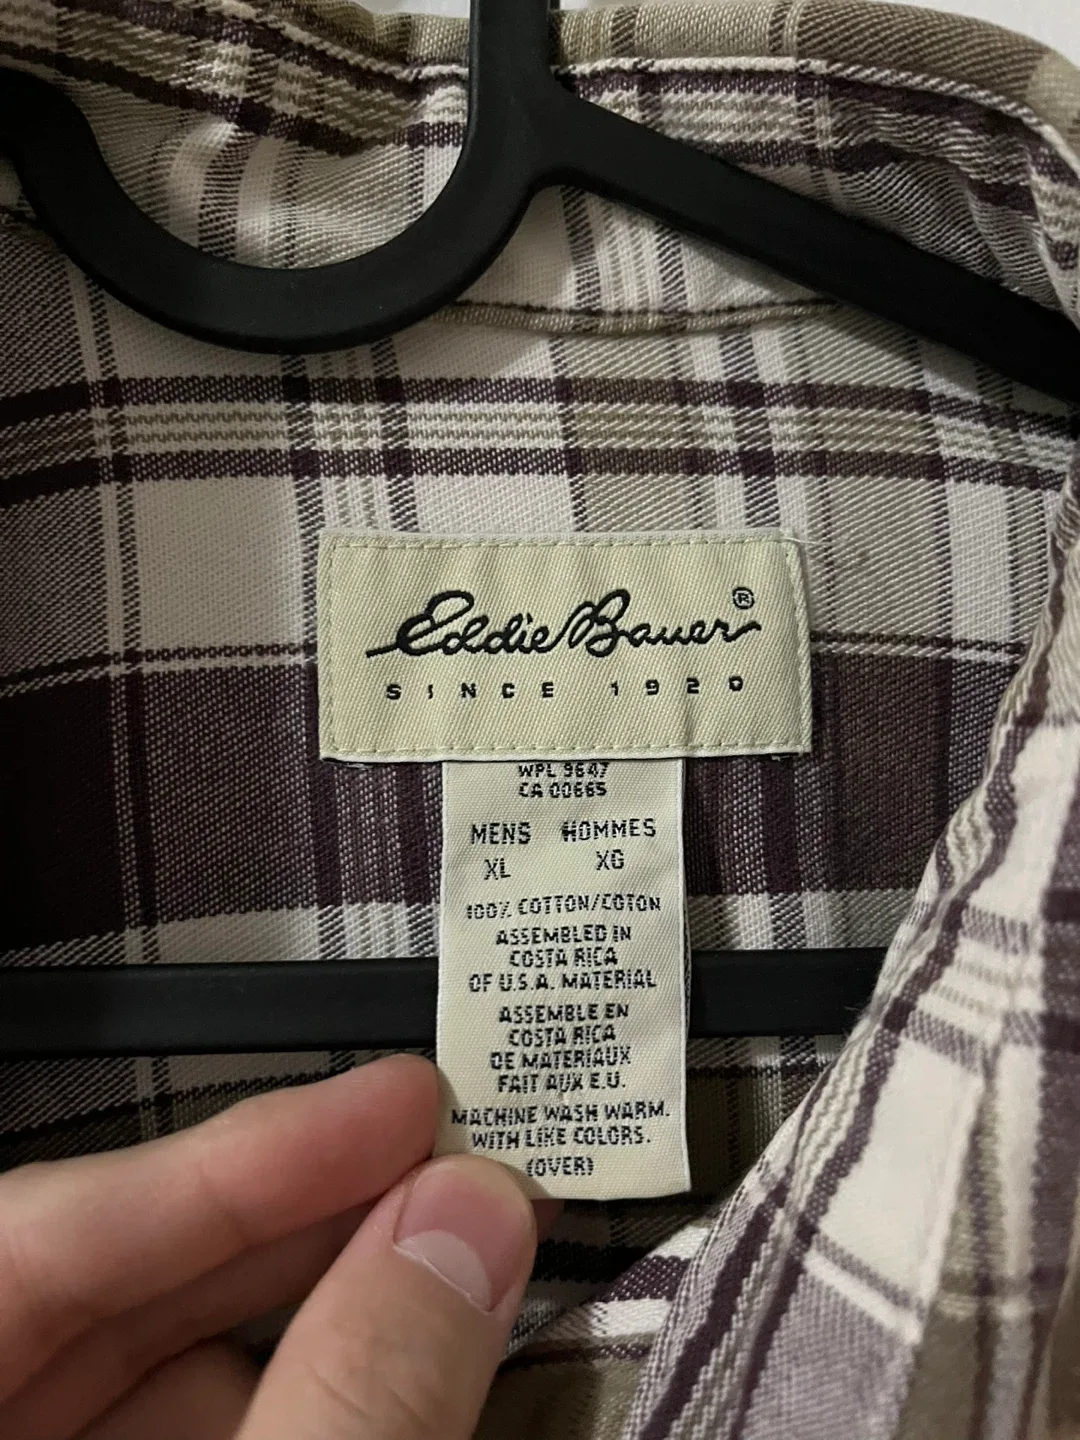 Eddie Bauer®
SINCE 1920
WPL 9647
CA 00665
MENS HOMMES
XL XG
100% COTTON/COTON
ASSEMBLED IN
COSTA RICA
OF U.S.A. MATERIAL
ASSEMBLE EN
COSTA RICA
DE MATERIAUX
FAIT AUX E.U.
MACHINE WASH WARM.
WITH LIKE COLORS.
(OVER)